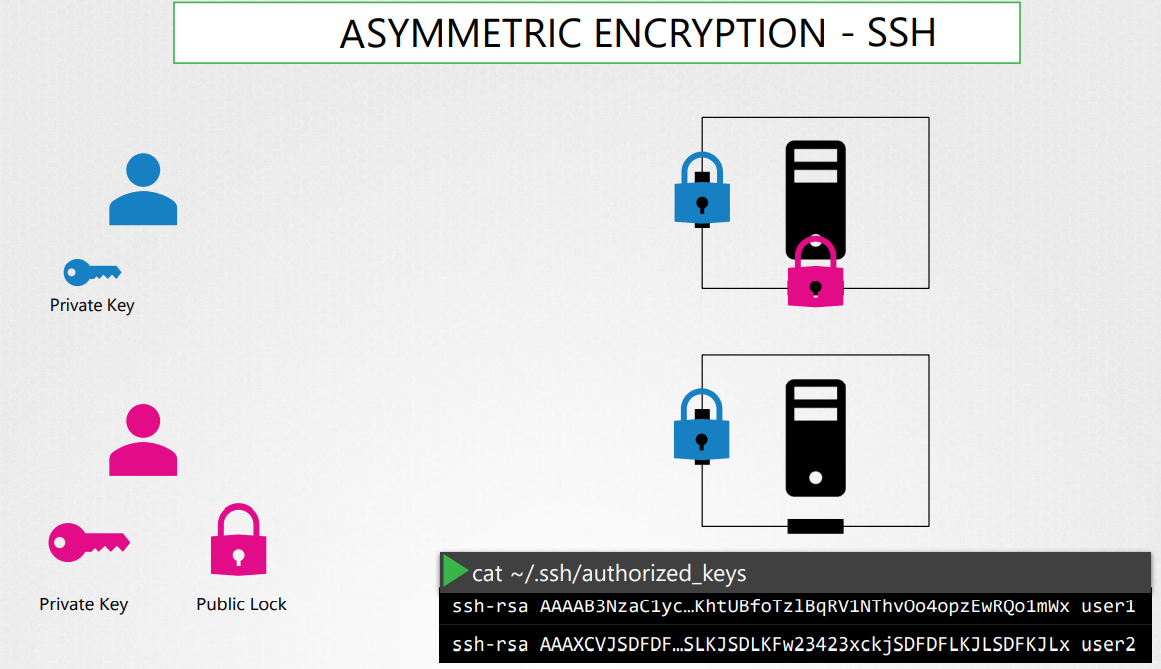 ASYMMETRIC ENCRYPTION - SSH
Private Key
Private Key
Public Lock
cat ~/.ssh/authorized_keys
ssh-rsa AAAAB3NzaC1yc…KhtUBfoTzlBqRV1NThvOo4opzEwRQo1mWx user1
ssh-rsa AAAXCVJSDFDF…SLKJSDLKFw23423xckjSDFDFLKJLSDFKJLx user2